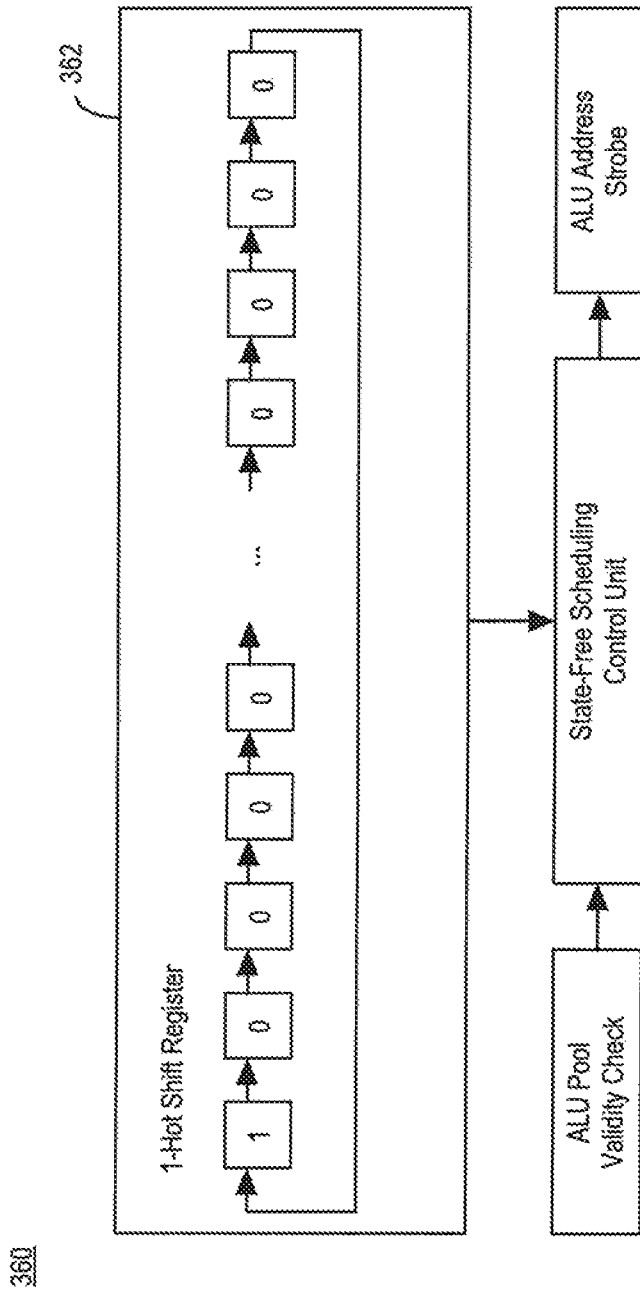 360
362
1-Hot Shift Register
1 0 0 0 0 ... 0 0 0 0
ALU Pool
Validity Check
State-Free Scheduling
Control Unit
ALU Address
Strobe